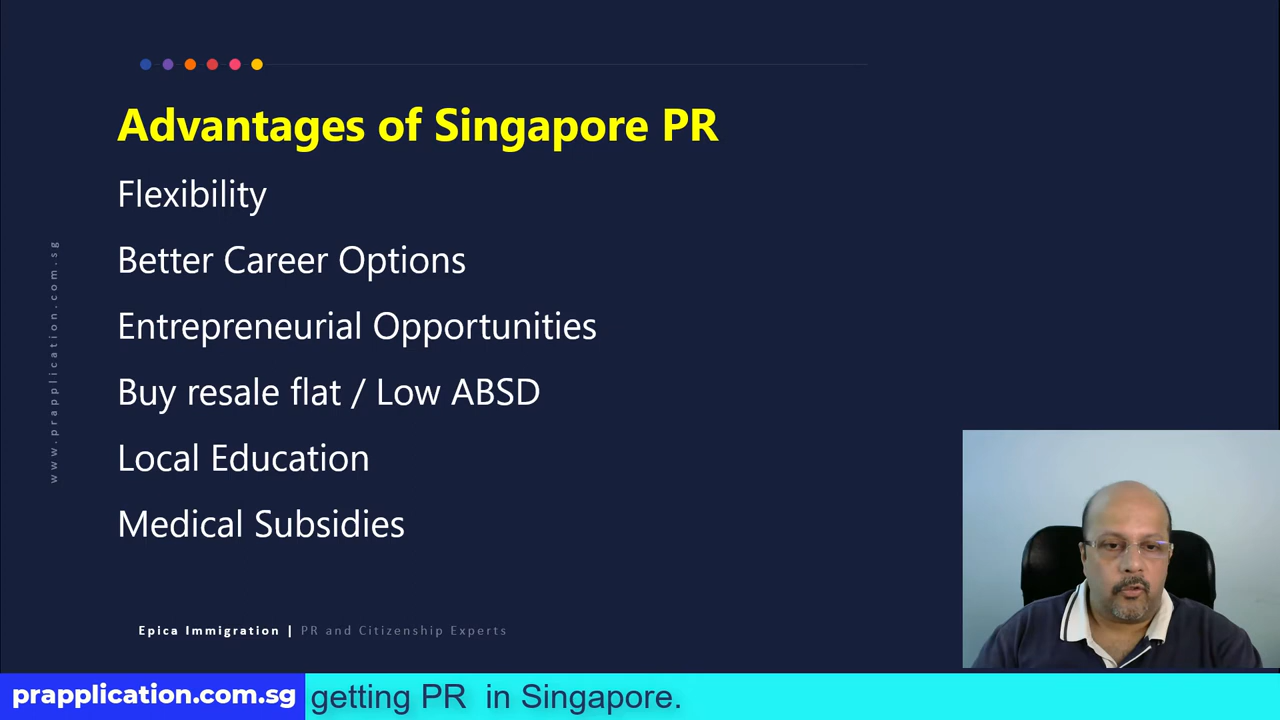 Advantages of Singapore PR
Flexibility
Better Career Options
Entrepreneurial Opportunities
Buy resale flat / Low ABSD
Local Education
Medical Subsidies
www.prapplication.com.sg
Epica Immigration | PR and Citizenship Experts
prapplication.com.sg
getting PR in Singapore.